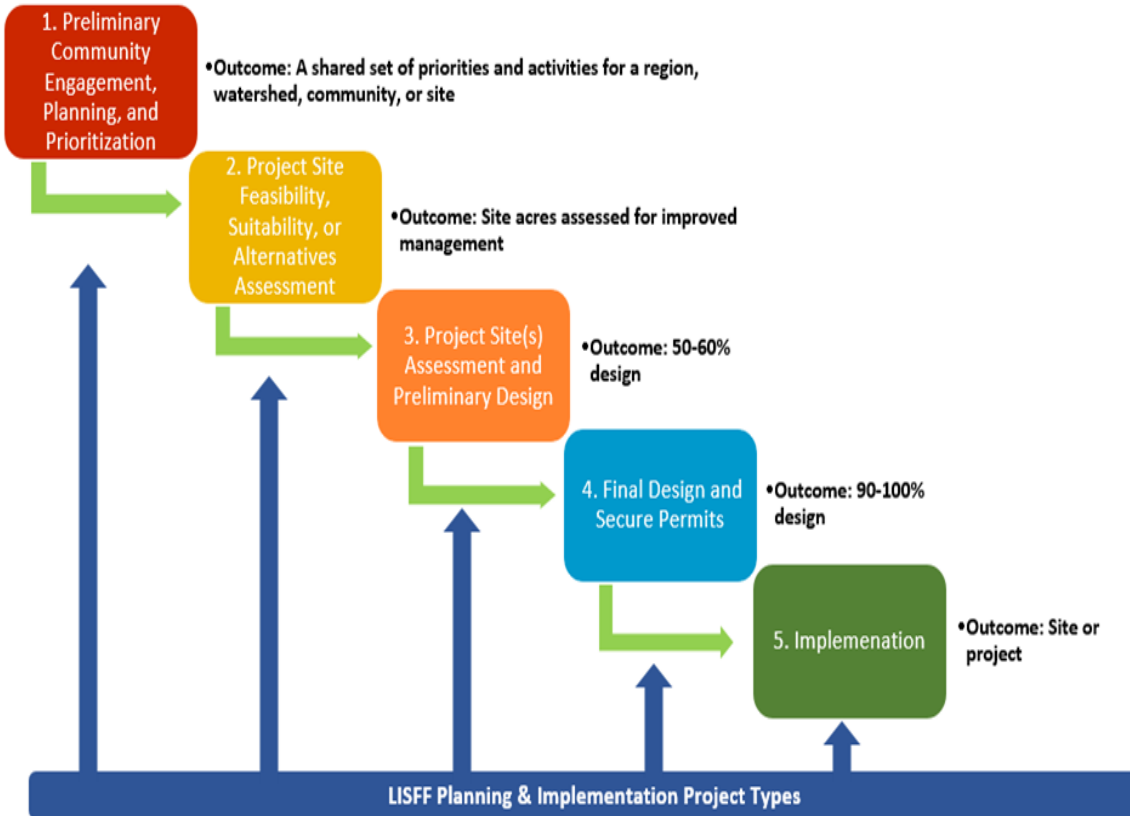 1. Preliminary
Community
Engagement,
Planning, and
Prioritization
•Outcome: A shared set of priorities and activities for a region,
watershed, community, or site
2. Project Site
Feasibility,
Suitability, or
Alternatives
Assessment
•Outcome: Site acres assessed for improved
management
3. Project Site(s)
Assessment and
Preliminary Design
•Outcome: 50-60%
design
4. Final Design and
Secure Permits
•Outcome: 90-100%
design
5. Implemenation
•Outcome: Site or
project
LISFF Planning & Implementation Project Types